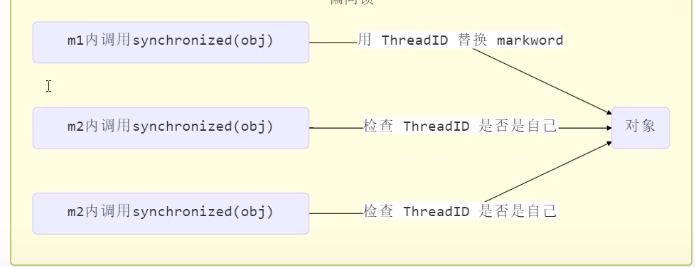 偏向锁
m1内调用synchronized(obj)
用 ThreadID 替换 markword
m2内调用synchronized(obj)
检查 ThreadID 是否是自己
对象
m2内调用synchronized(obj)
检查 ThreadID 是否是自己